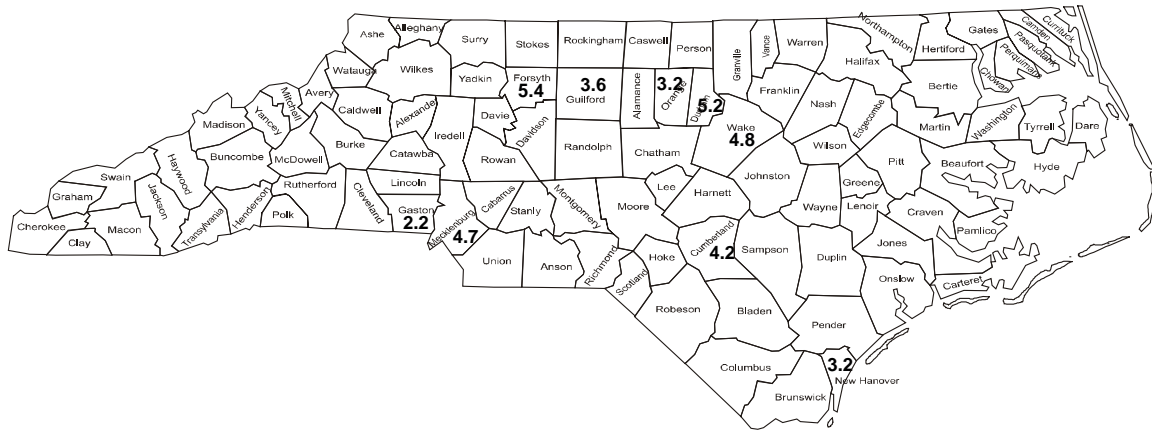 Ashe
Alleghany
Surry
Stokes
Rockingham
Caswell
Person
Granville
Vance
Warren
Northampton
Gates
Hertford
Camden
Currituck
Pasquotank
Perquimans
Chowan
Halifax
Bertie
Watauga
Wilkes
Yadkin
Forsyth
5.4
3.6
Guilford
Alamance
3.2
Orange
5.2
Franklin
Nash
Edgecombe
Martin
Washington
Tyrrell
Dare
Mitchell
Avery
Yancey
Caldwell
Alexander
Iredell
Davie
Davidson
Randolph
Chatham
Wake
4.8
Wilson
Pitt
Beaufort
Hyde
Madison
Buncombe
McDowell
Burke
Catawba
Rowan
Lee
Harnett
Johnston
Greene
Wayne
Lenoir
Craven
Pamlico
Swain
Haywood
Graham
Jackson
Cherokee
Clay
Macon
Transylvania
Henderson
Polk
Rutherford
Cleveland
Lincoln
Gaston
2.2
Mecklenburg
4.7
Cabarrus
Stanly
Montgomery
Moore
Cumberland
4.2
Sampson
Duplin
Jones
Onslow
Carteret
Union
Anson
Richmond
Scotland
Hoke
Robeson
Bladen
Pender
Columbus
Brunswick
3.2
New Hanover